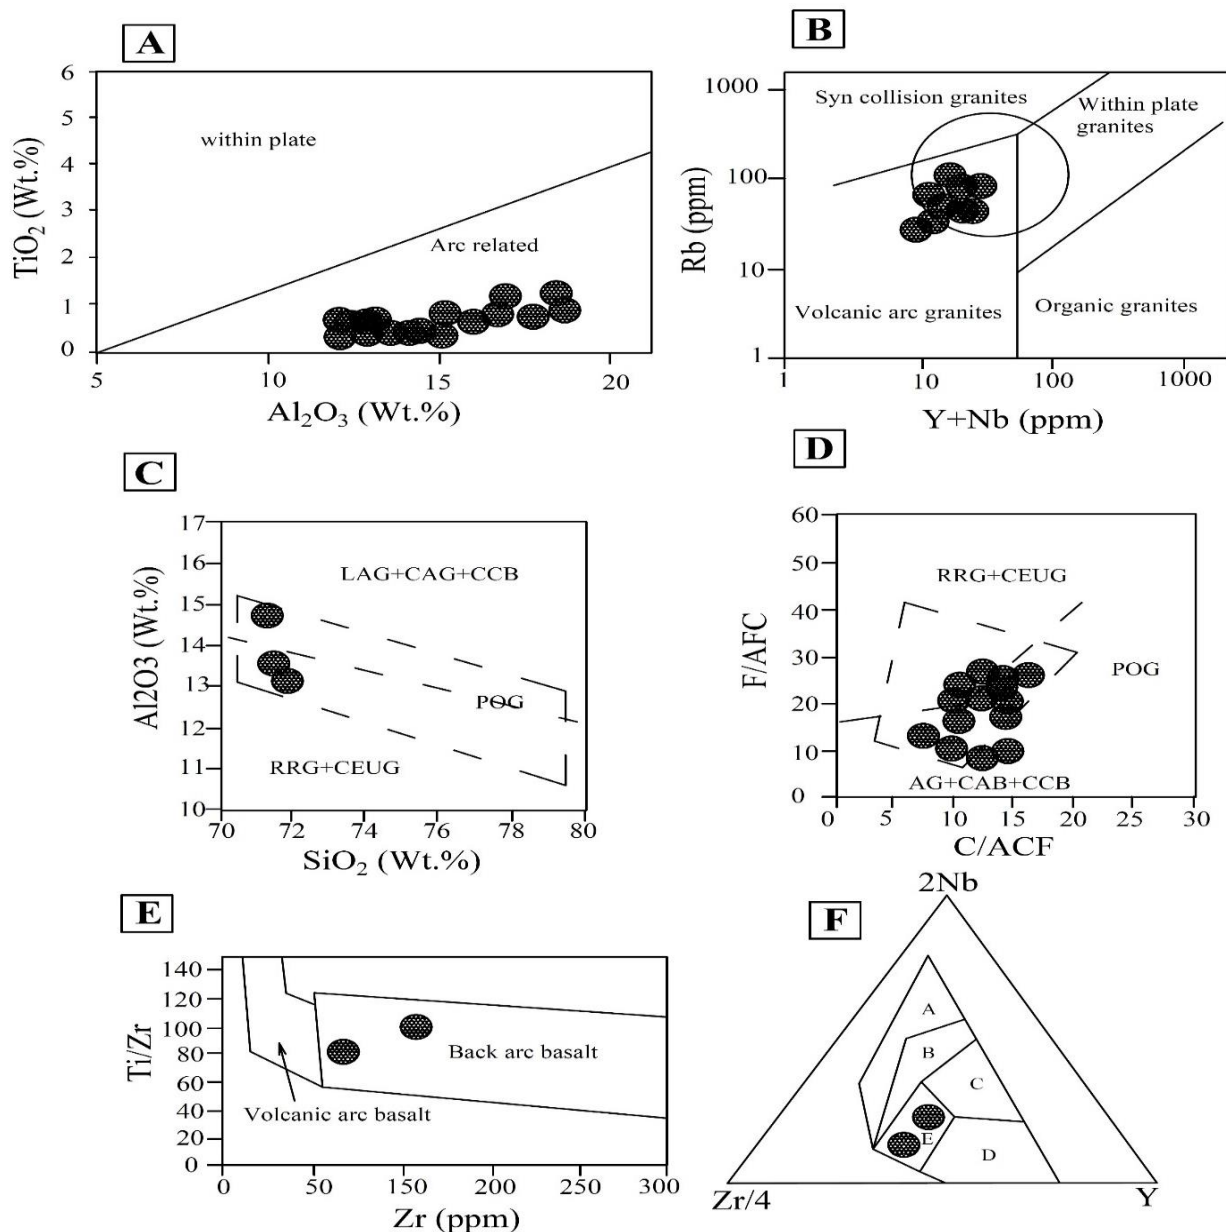 A
6
5
4
3
2
1
0
TiO₂ (Wt.%)
within plate
Arc related
5
10
15
20
Al₂O₃ (Wt.%)
B
1000
100
10
1
Rb (ppm)
Syn collision granites
Within plate
granites
Volcanic arc granites
Organic granites
1
10
100
1000
Y+Nb (ppm)
C
17
16
15
14
13
12
11
10
Al2O3 (Wt.%)
LAG+CAG+CCB
POG
RRG+CEUG
70
72
74
76
78
80
SiO₂ (Wt.%)
D
60
50
40
30
20
10
0
F/AFC
RRG+CEUG
POG
AG+CAB+CCB
0
5
10
15
20
25
30
C/ACF
E
140
120
100
80
60
40
20
0
Ti/Zr
Back arc basalt
Volcanic arc basalt
0
50
150
200
250
300
Zr (ppm)
F
2Nb
A
B
C
E
D
Zr/4
Y